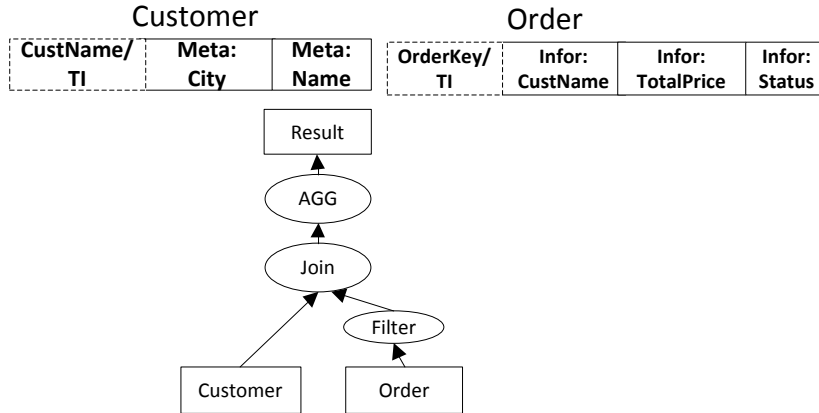 Customer
Order
CustName/ Meta: Meta:
TI City Name
OrderKey/ Infor: Infor: Infor:
TI CustName TotalPrice Status
Result
AGG
Join
Filter
Customer
Order